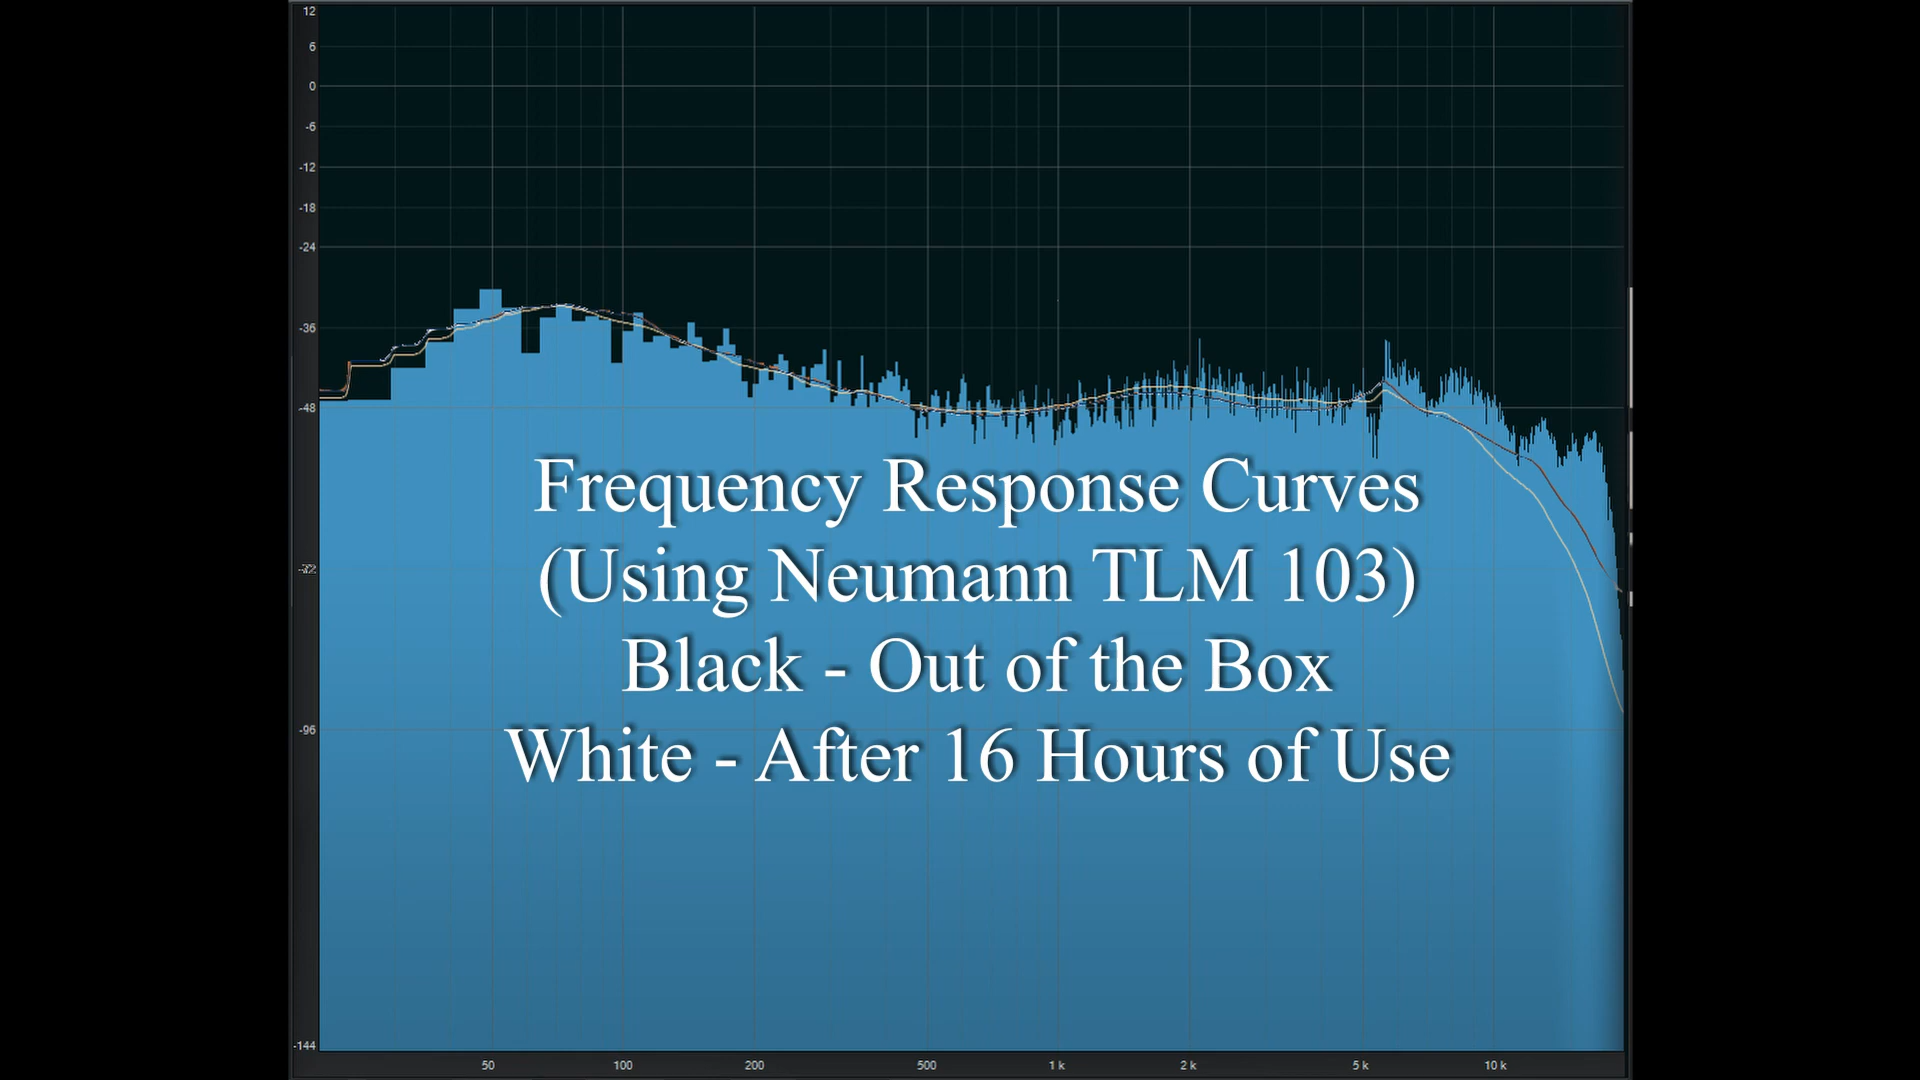 12
6
0
-6
-12
-18
-24
-36
-48
-96
-144
Frequency Response Curves
(Using Neumann TLM 103)
Black - Out of the Box
White - After 16 Hours of Use
50 100 200 500 1 k 2 k 5 k 10 k